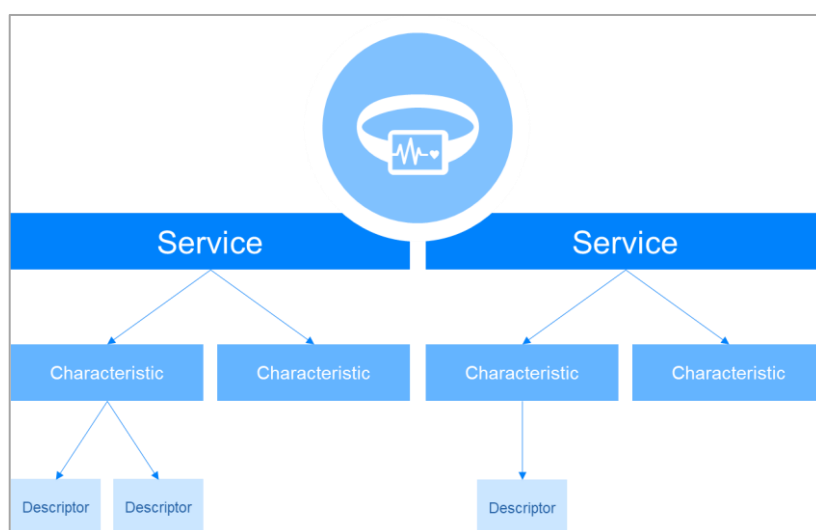 Service
Service
Characteristic
Characteristic
Characteristic
Characteristic
Descriptor
Descriptor
Descriptor